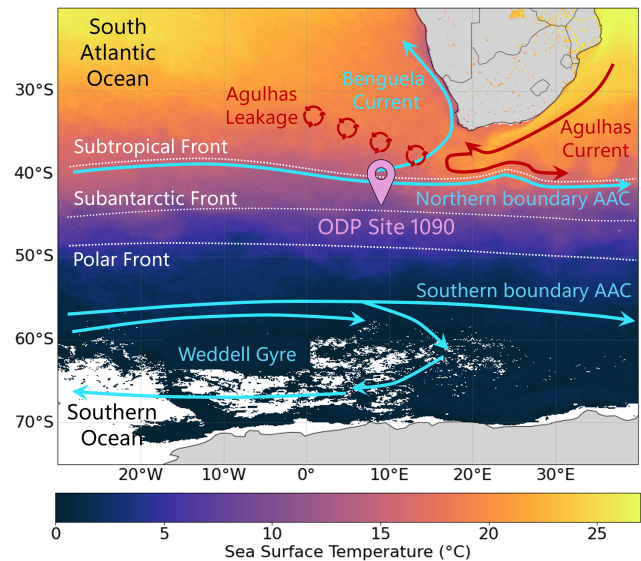 South
Atlantic
Ocean
30°S
40°S
50°S
60°S
70°S
Agulhas
Leakage
Benguela
Current
Agulhas
Current
Subtropical Front
Subantarctic Front
Northern boundary AAC
ODP Site 1090
Polar Front
Southern boundary AAC
Weddell Gyre
Southern
Ocean
20°W
10°W
0°
10°E
20°E
30°E
0
5
10
15
20
25
Sea Surface Temperature (°C)